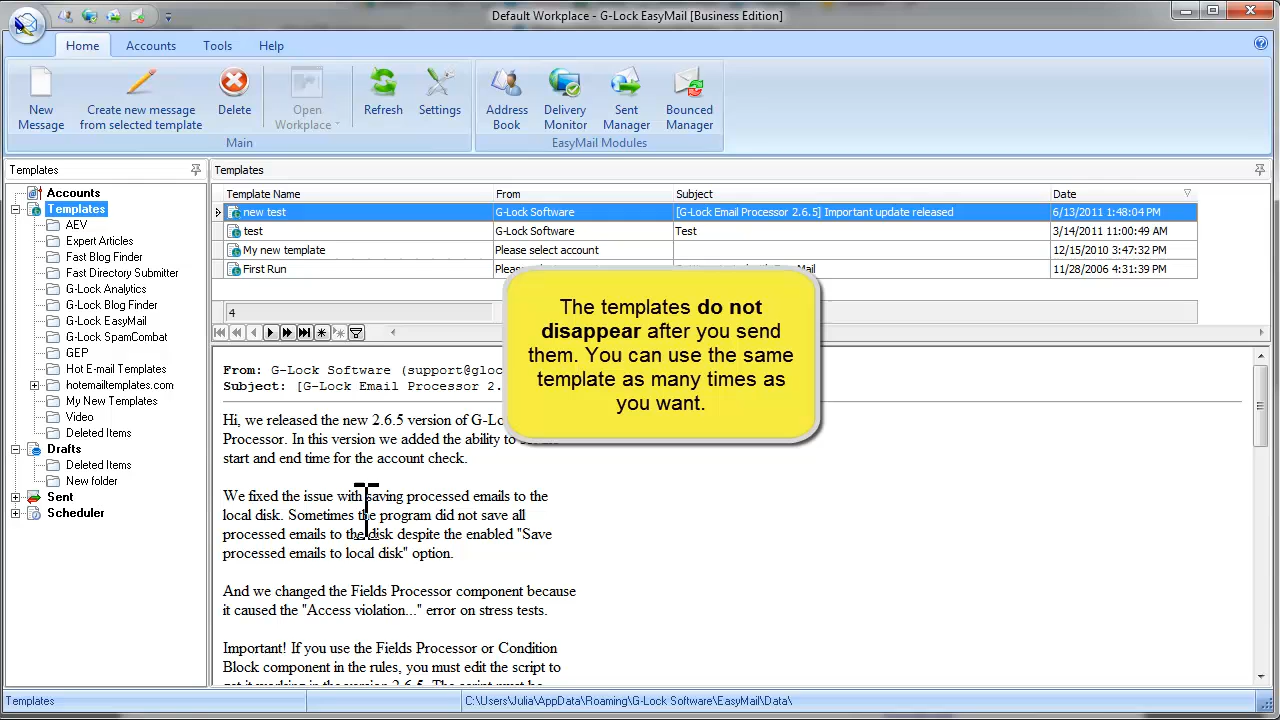 Default Workplace - G-Lock EasyMail [Business Edition]
Home Accounts Tools Help
New Message
Create new message from selected template
Delete
Open Workplace
Refresh
Settings
Address Book
Delivery Monitor
Sent Manager
Bounced Manager
Main
EasyMail Modules
Templates
Accounts
Templates
AEV
Expert Articles
Fast Blog Finder
Fast Directory Submitter
G-Lock Analytics
G-Lock Blog Finder
G-Lock EasyMail
G-Lock SpamCombat
GEP
Hot E-mail Templates
hotemailtemplates.com
My New Templates
Video
Deleted Items
Drafts
Deleted Items
New folder
Sent
Scheduler
Templates
Template Name From Subject Date
new test G-Lock Software [G-Lock Email Processor 2.6.5] Important update released 6/13/2011 1:48:04 PM
test G-Lock Software Test 3/14/2011 11:00:49 AM
My new template Please select account 12/15/2010 3:47:32 PM
First Run 11/28/2006 4:31:39 PM
4
The templates do not
disappear after you send
them. You can use the same
template as many times as
you want.
From: G-Lock Software (support@gloc
Subject: [G-Lock Email Processor 2.
Hi, we released the new 2.6.5 version of
Processor. In this version we added the ability to
start and end time for the account check.
We fixed the issue with saving processed emails to the
local disk. Sometimes the program did not save all
processed emails to the disk despite the enabled "Save
processed emails to local disk" option.
And we changed the Fields Processor component because
it caused the "Access violation..." error on stress tests.
Important! If you use the Fields Processor or Condition
Block component in the rules, you must edit the script to
Templates
C:\Users\Julia\AppData\Roaming\G-Lock Software\EasyMail\Data\